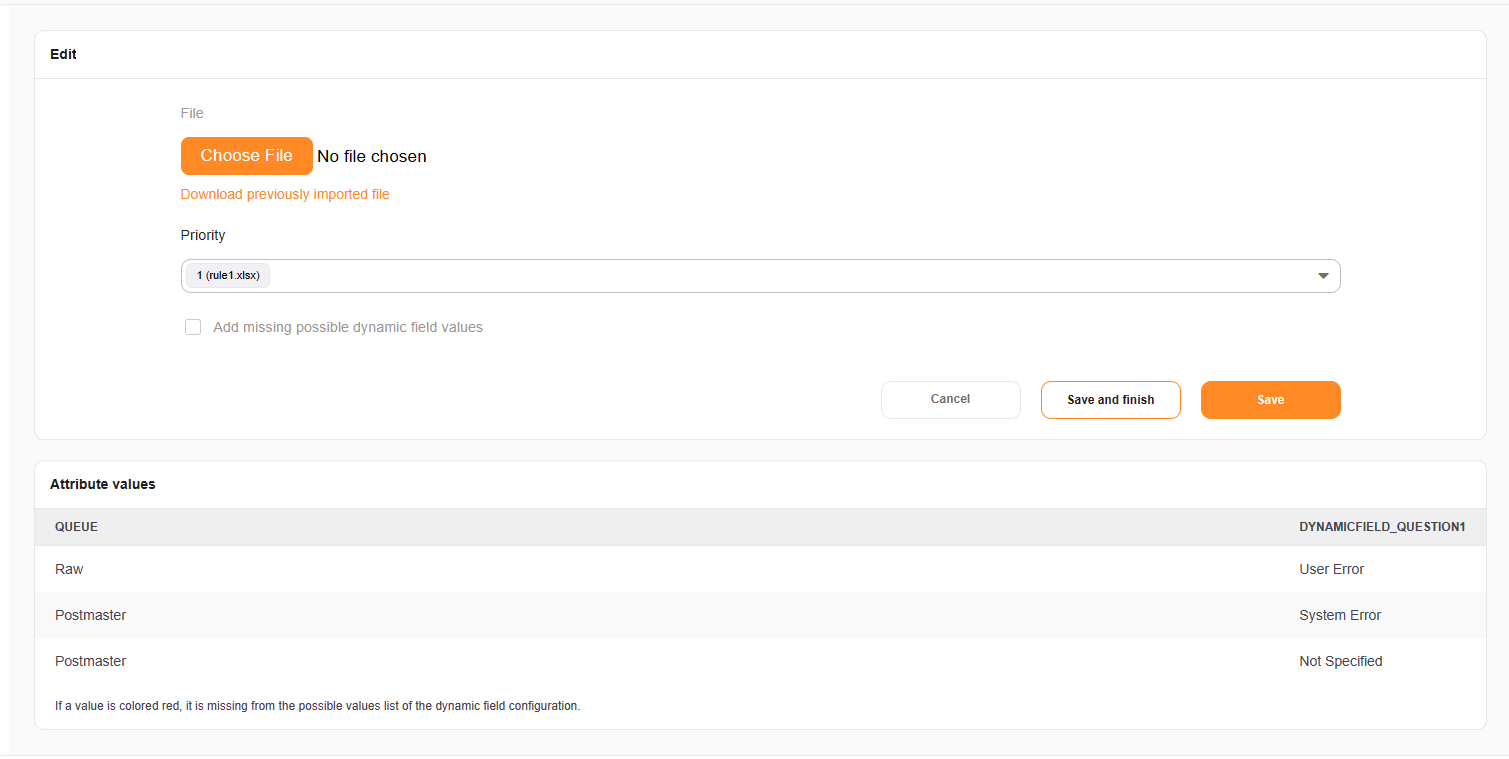 Edit
File
Choose File No file chosen
Download previously imported file
Priority
1 (rule1.xlsx)
Add missing possible dynamic field values
Cancel Save and finish Save
Attribute values
QUEUE DYNAMICFIELD_QUESTION1
Raw User Error
Postmaster System Error
Postmaster Not Specified
If a value is colored red, it is missing from the possible values list of the dynamic field configuration.